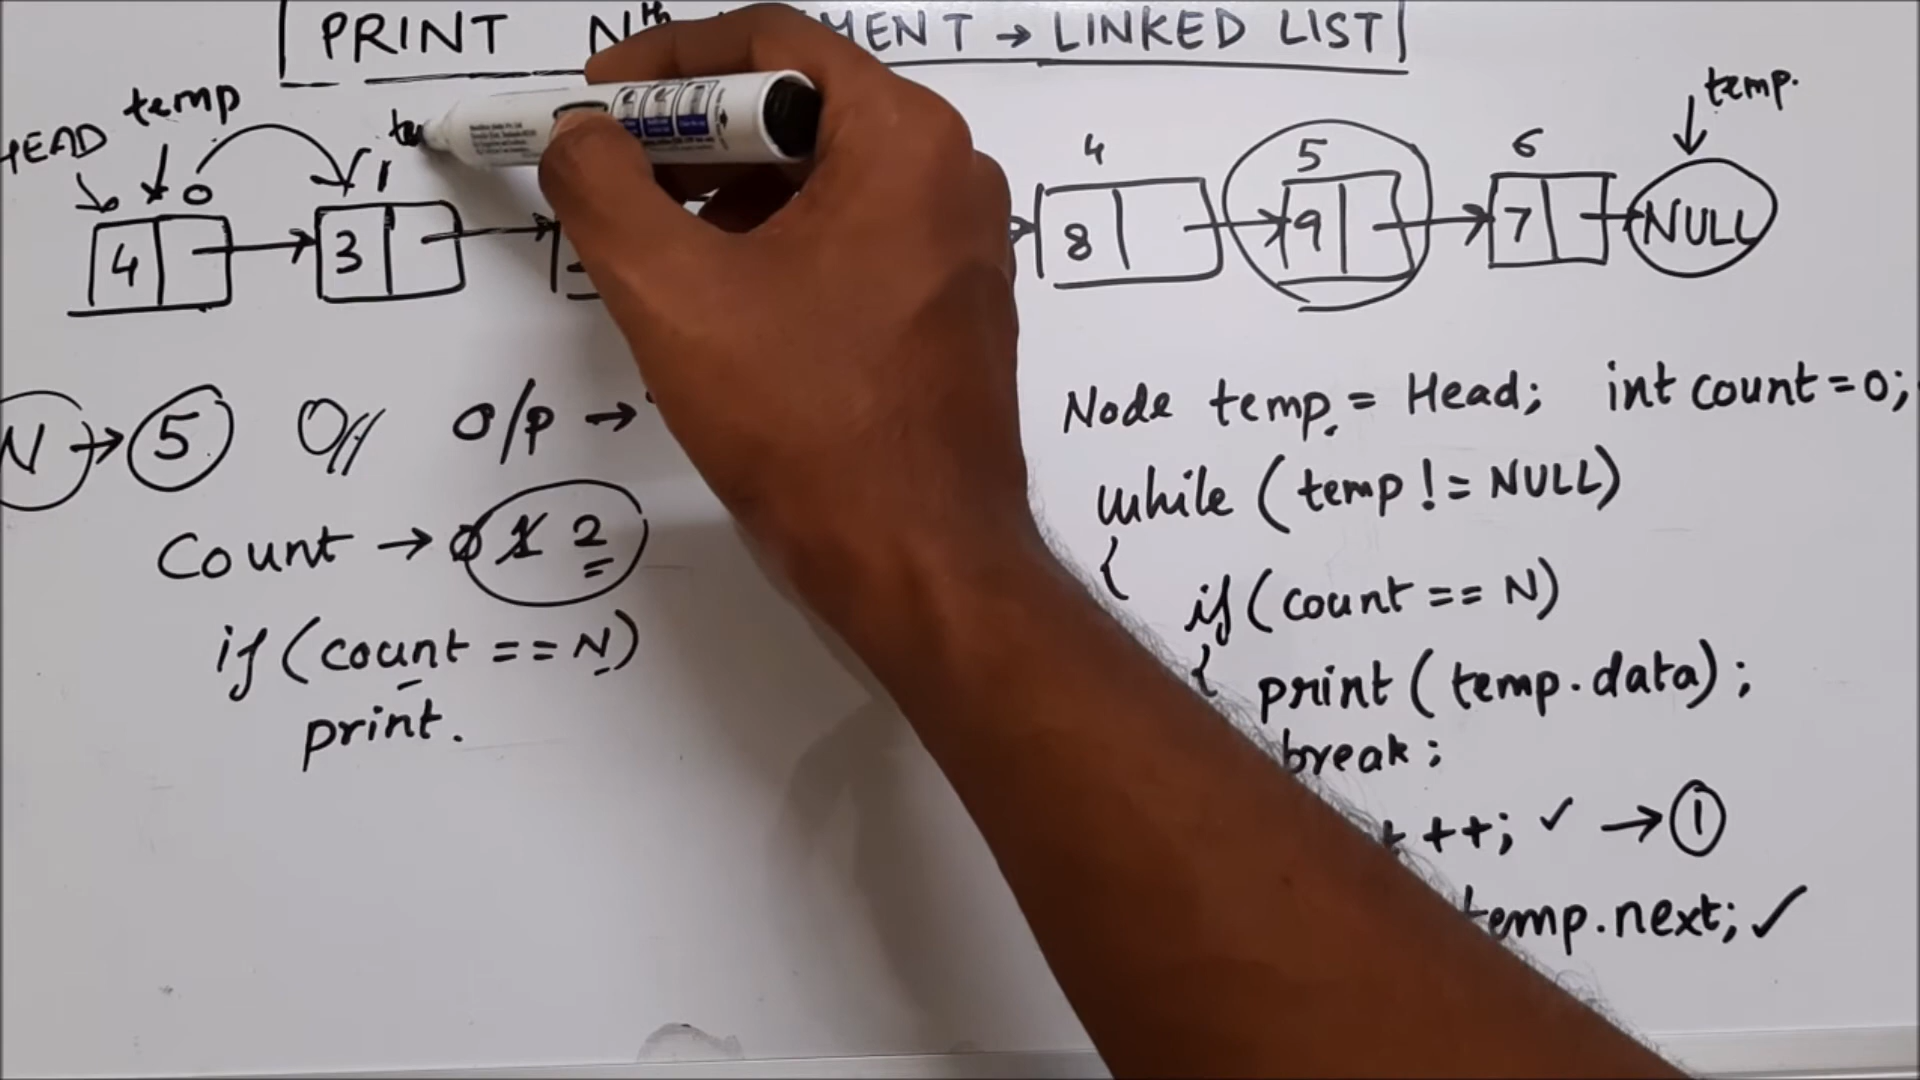 PRINT Nth MENT → LINKED LIST
temp
temp.
HEAD
0 1 4 5 6
4 3 8 9 7 NULL
N → 5 O// O/P →
Count → 0 1 2
if (count == N)
print.
Node temp = Head; int count = 0;
while (temp != NULL)
{
if (count == N)
{ print (temp.data);
break;
++; ✓ → 1
temp.next; ✓